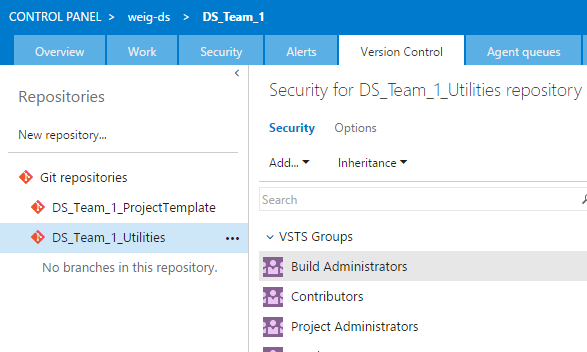 CONTROL PANEL > weig-ds > DS_Team_1
Overview Work Security Alerts Version Control Agent queues
Repositories
New repository...
Git repositories
DS_Team_1_ProjectTemplate
DS_Team_1_Utilities
No branches in this repository.
Security for DS_Team_1_Utilities repository
Security Options
Add... Inheritance
Search
VSTS Groups
Build Administrators
Contributors
Project Administrators